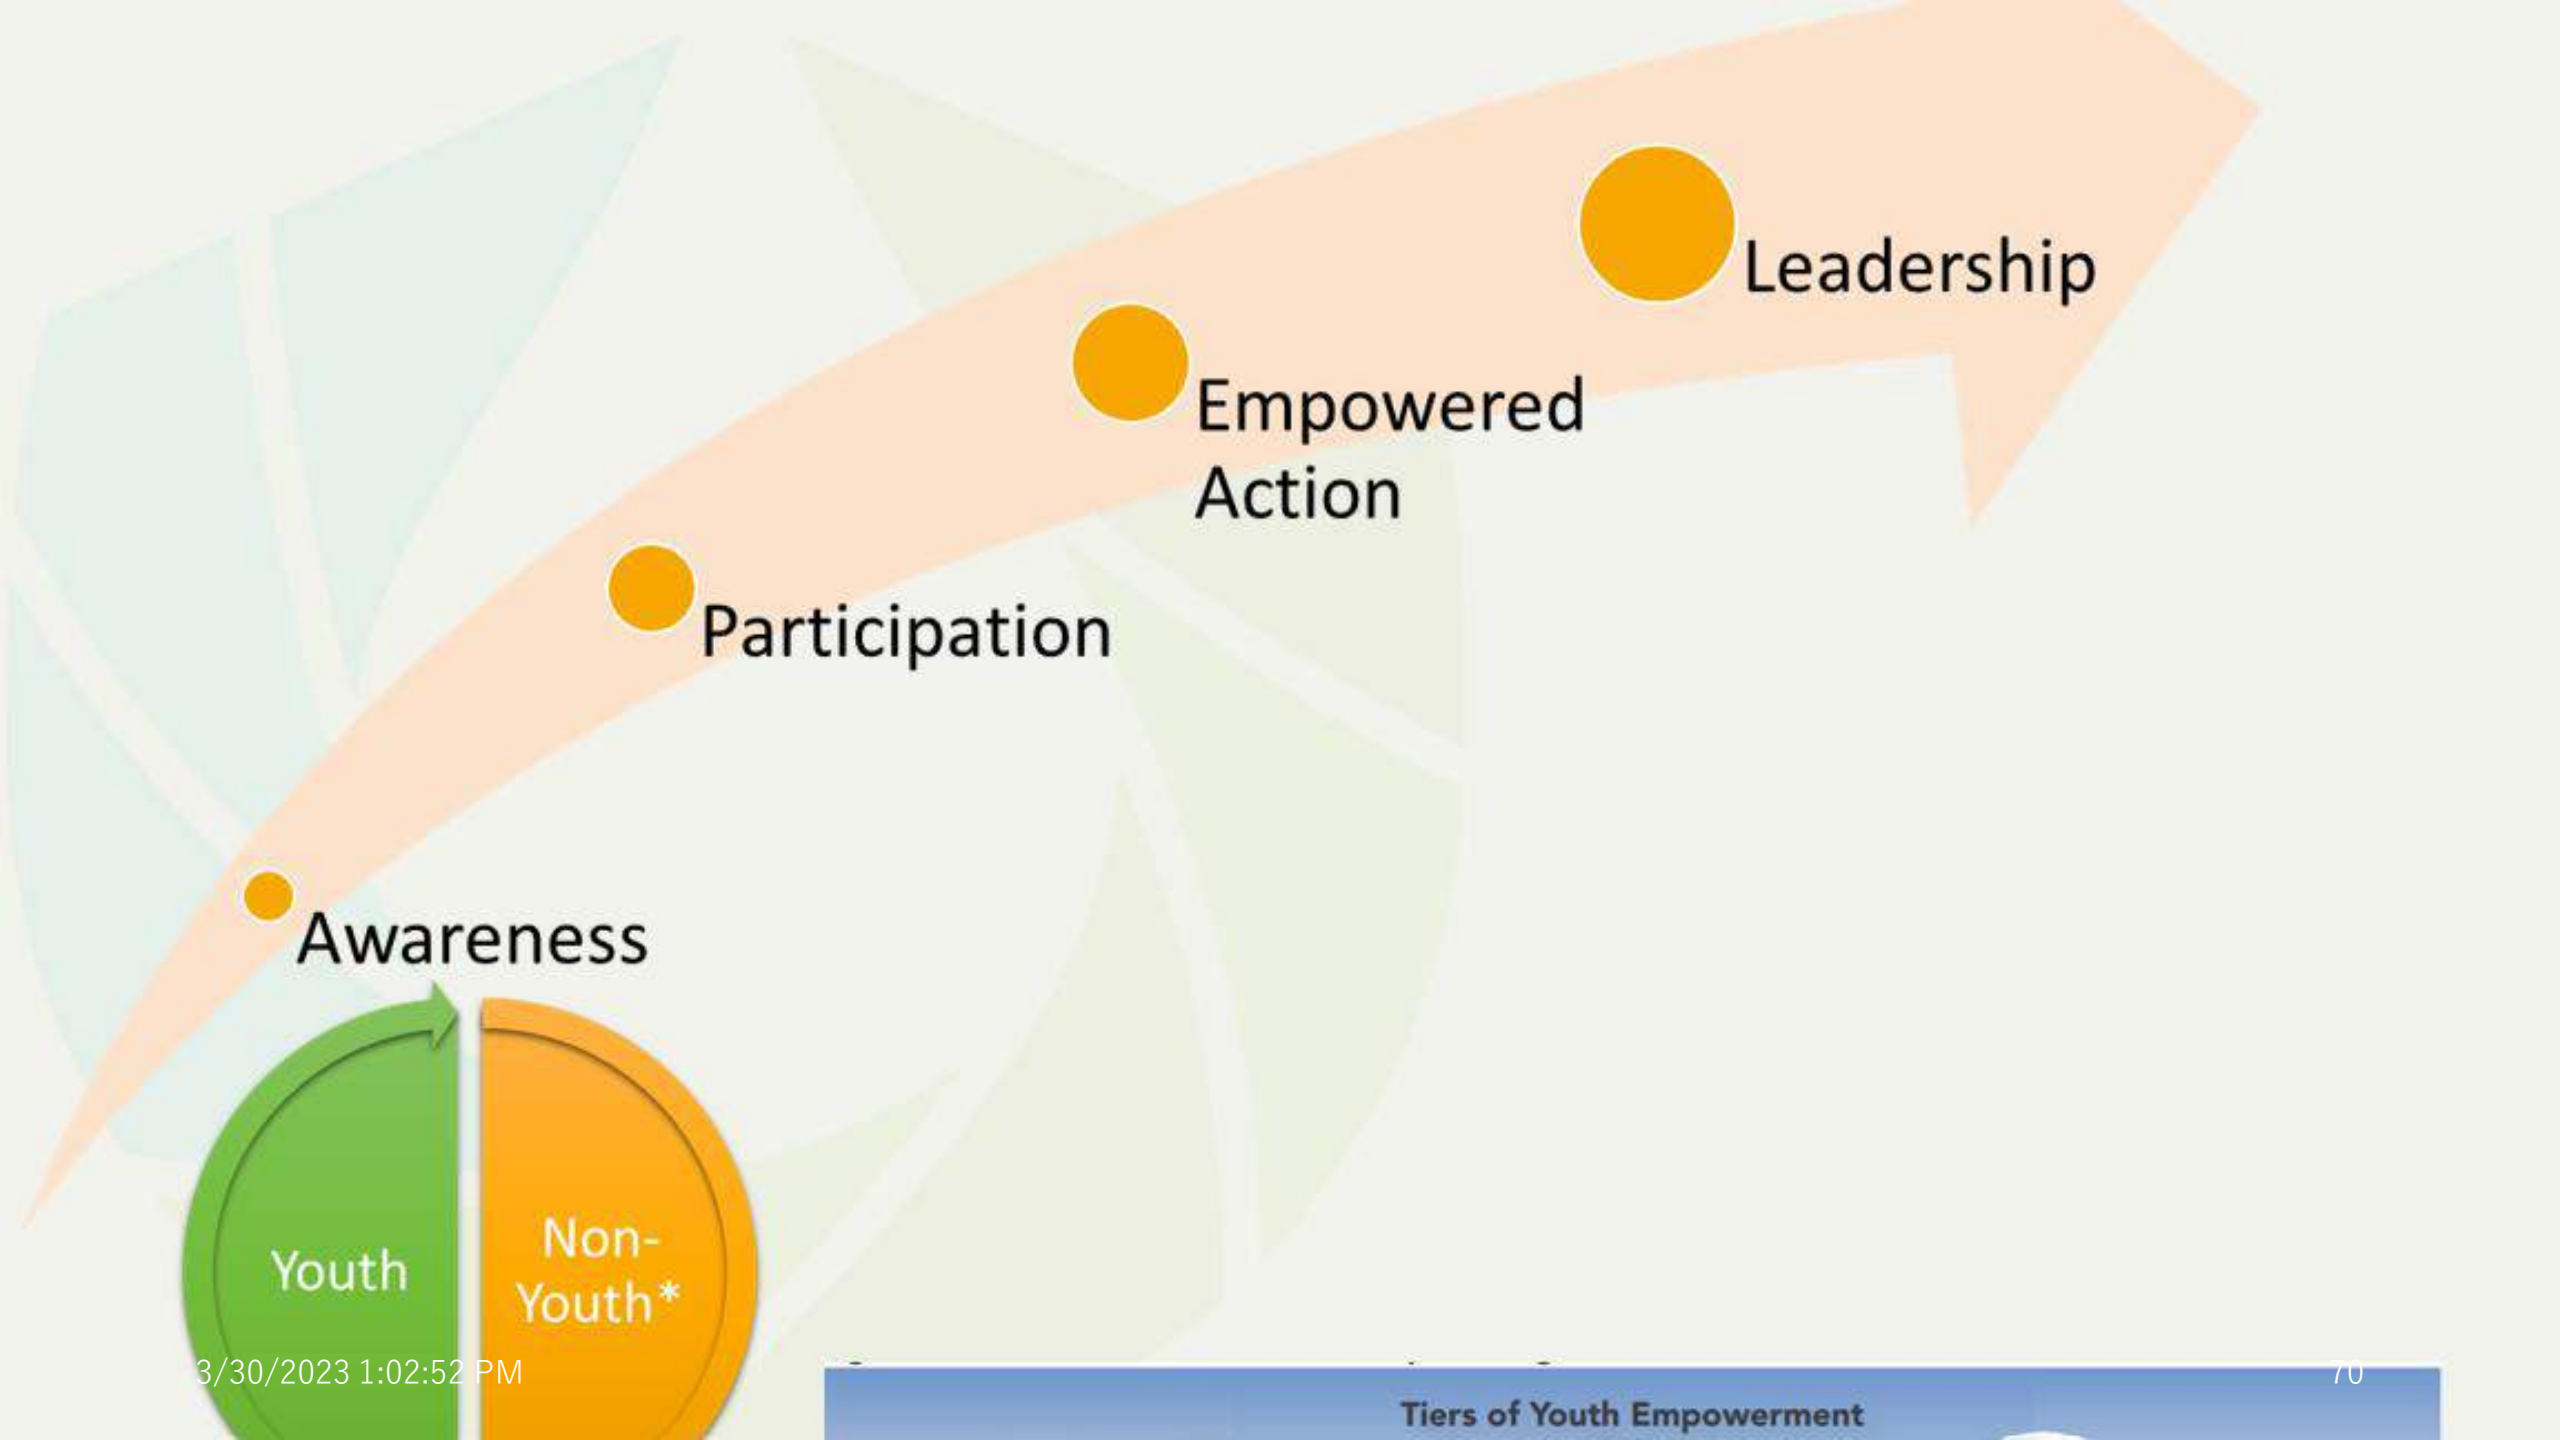 Leadership
Empowered
Action
Participation
Awareness
Youth
Non-
Youth*
3/30/2023 1:02:52 PM
70
Tiers of Youth Empowerment